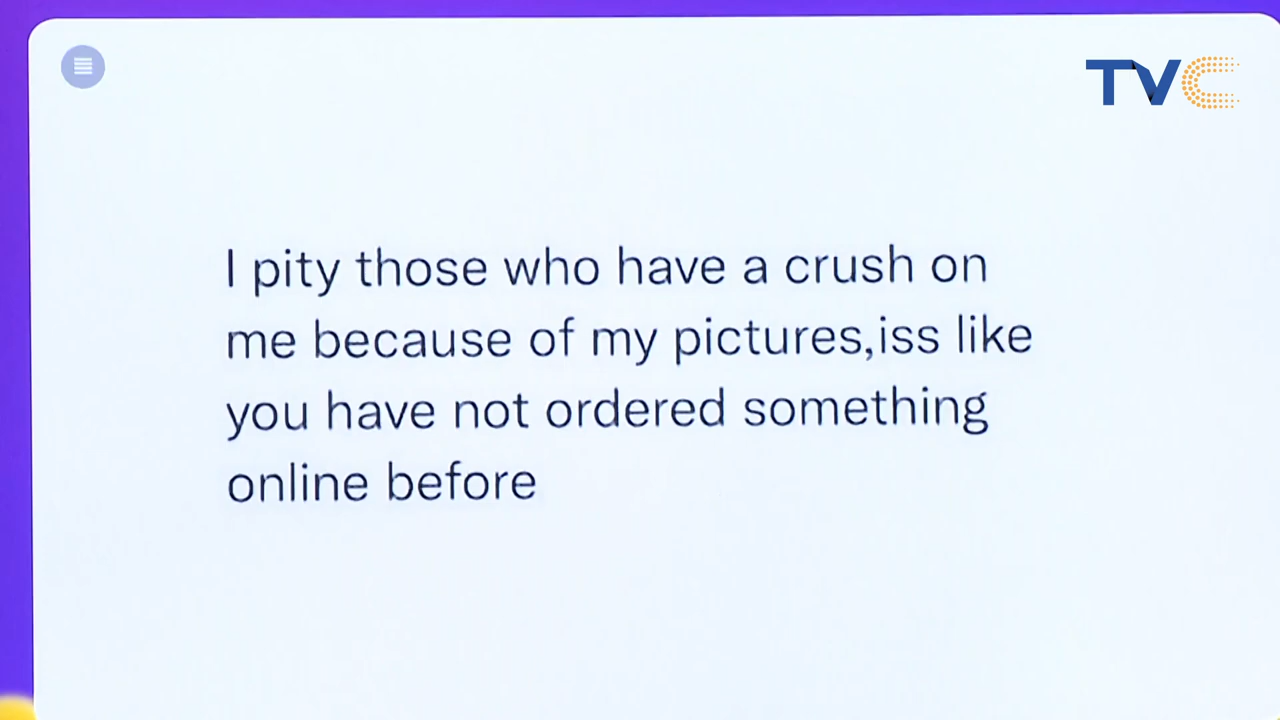 TVC
I pity those who have a crush on
me because of my pictures,iss like
you have not ordered something
online before